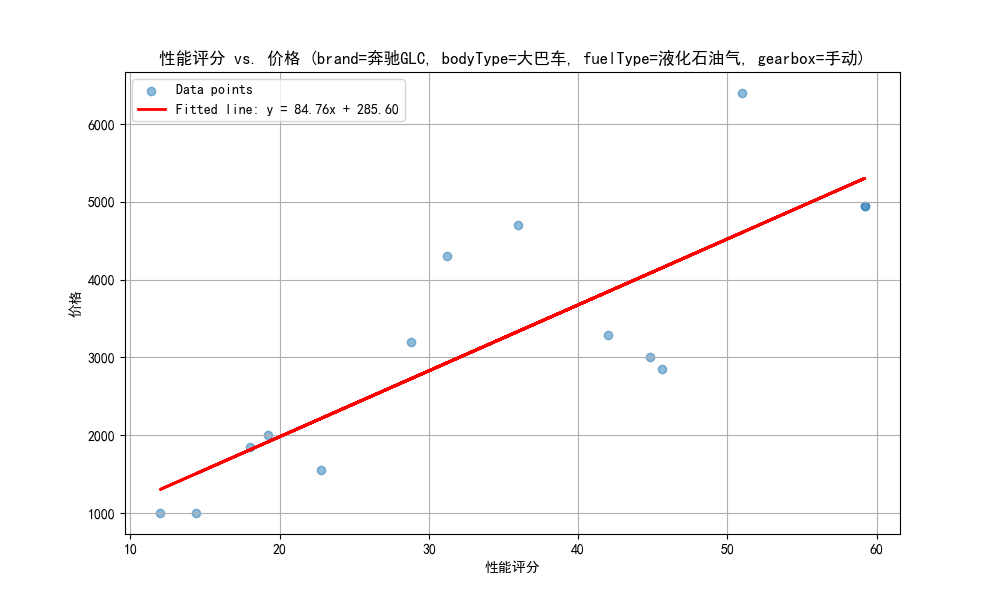 性能评分 vs. 价格 (brand=奔驰GLC, bodyType=大巴车, fuelType=液化石油气, gearbox=手动)
Data points
Fitted line: y = 84.76x + 285.60
价格
6000
5000
4000
3000
2000
1000
10 20 30 40 50 60
性能评分